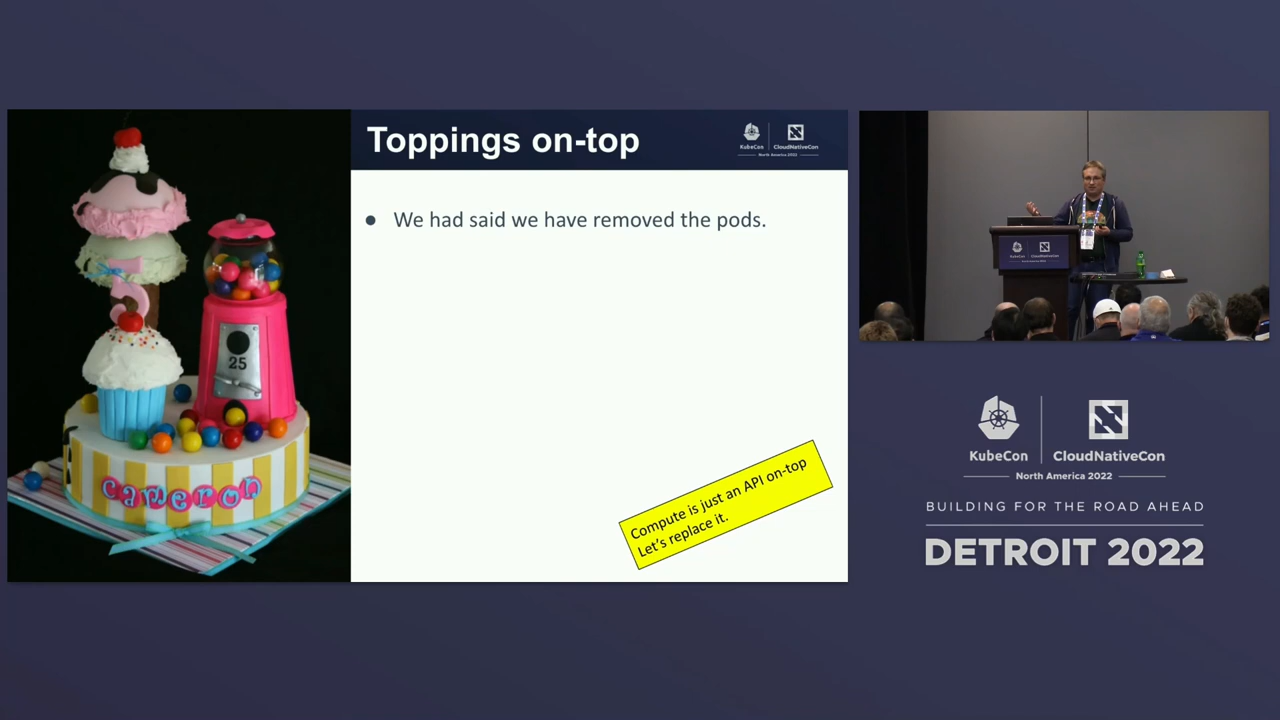 Toppings on-top
KubeCon
CloudNativeCon
North America 2022
● We had said we have removed the pods.
Compute is just an API on-top
Let's replace it.
5
25
cameron
KubeCon
CloudNativeCon
North America 2022
BUILDING FOR THE ROAD AHEAD
DETROIT 2022